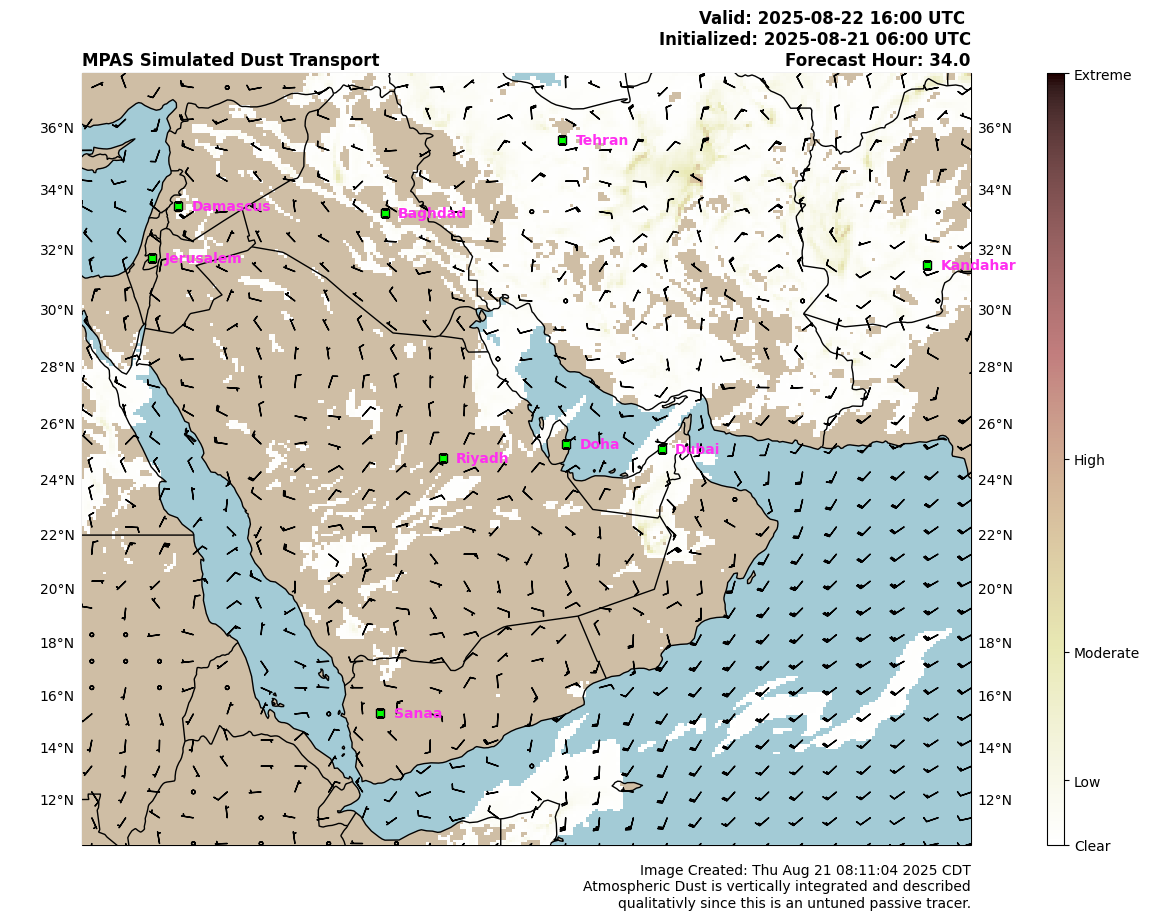 Valid: 2025-08-22 16:00 UTC
Initialized: 2025-08-21 06:00 UTC
MPAS Simulated Dust Transport
Forecast Hour: 34.0
Extreme
36°N
Tehran
36°N
34°N
34°N
Damascus
Baghdad
32°N
Jerusalem
32°N
Kandahar
30°N
30°N
28°N
28°N
26°N
26°N
Doha
Dubai
Riyadh
High
24°N
24°N
22°N
22°N
20°N
20°N
18°N
18°N
Moderate
16°N
16°N
Sanaa
14°N
14°N
Low
12°N
12°N
Clear
Image Created: Thu Aug 21 08:11:04 2025 CDT
Atmospheric Dust is vertically integrated and described
qualitativly since this is an untuned passive tracer.